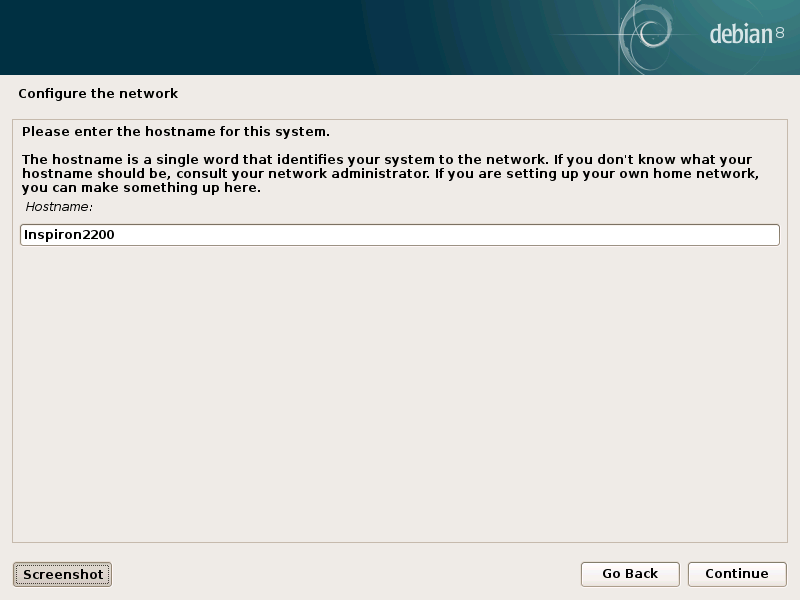 debian 8
Configure the network
Please enter the hostname for this system.
The hostname is a single word that identifies your system to the network. If you don't know what your
hostname should be, consult your network administrator. If you are setting up your own home network,
you can make something up here.
Hostname:
Inspiron2200
Screenshot
Go Back
Continue